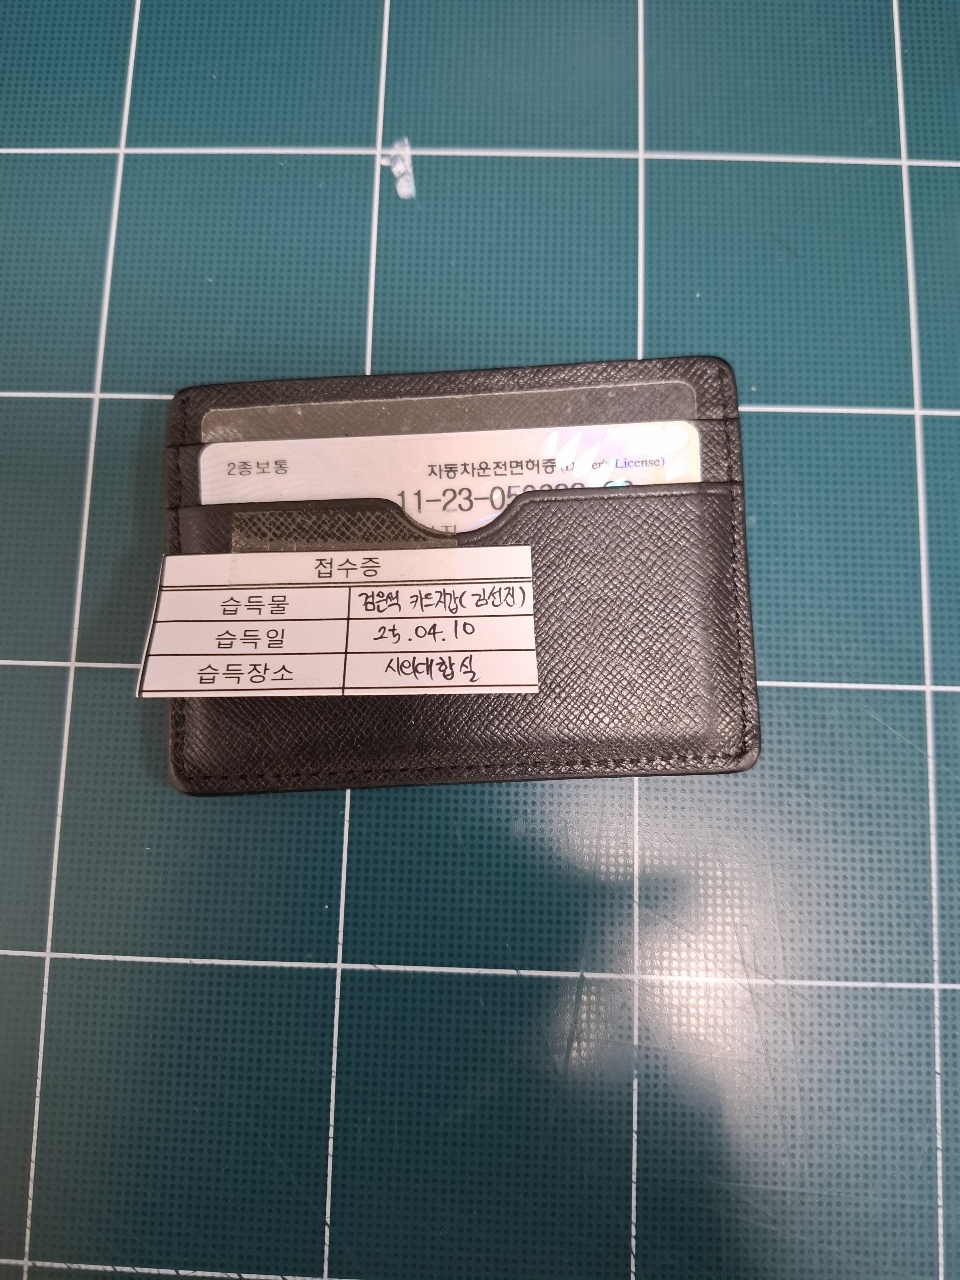 2종보통
자동차운전면허증 (D er's License)
11-23-05
접수증
습득물 검은색 카드지갑(김선진)
습득일 25.04.10
습득장소 시외대합실